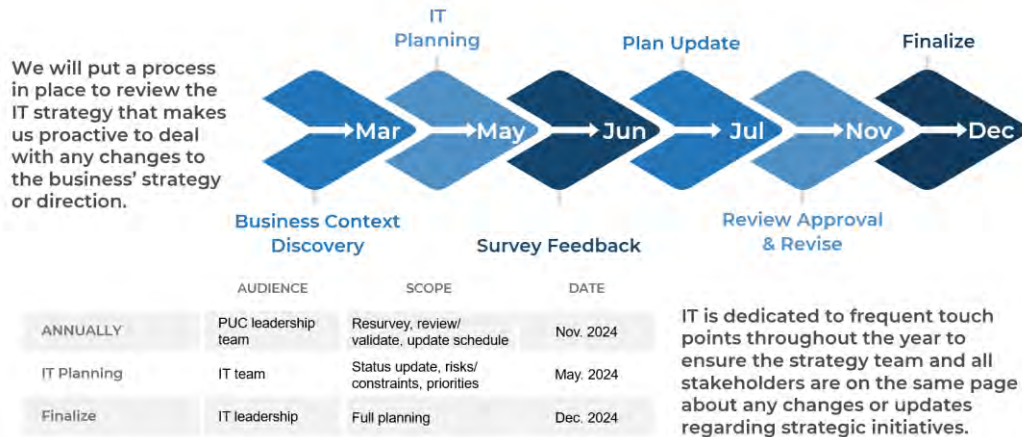 IT
Planning
Plan Update
Finalize
We will put a process
in place to review the
IT strategy that makes
us proactive to deal
with any changes to
the business’ strategy
or direction.
Mar
May
Jun
Jul
Nov
Dec
Business Context
Discovery
Survey Feedback
Review Approval
& Revise
AUDIENCE SCOPE DATE
ANNUALLY
PUC leadership
team
Resurvey, review/
validate, update schedule
Nov. 2024
IT Planning
IT team
Status update, risks/
constraints, priorities
May. 2024
Finalize
IT leadership
Full planning
Dec. 2024
IT is dedicated to frequent touch
points throughout the year to
ensure the strategy team and all
stakeholders are on the same page
about any changes or updates
regarding strategic initiatives.